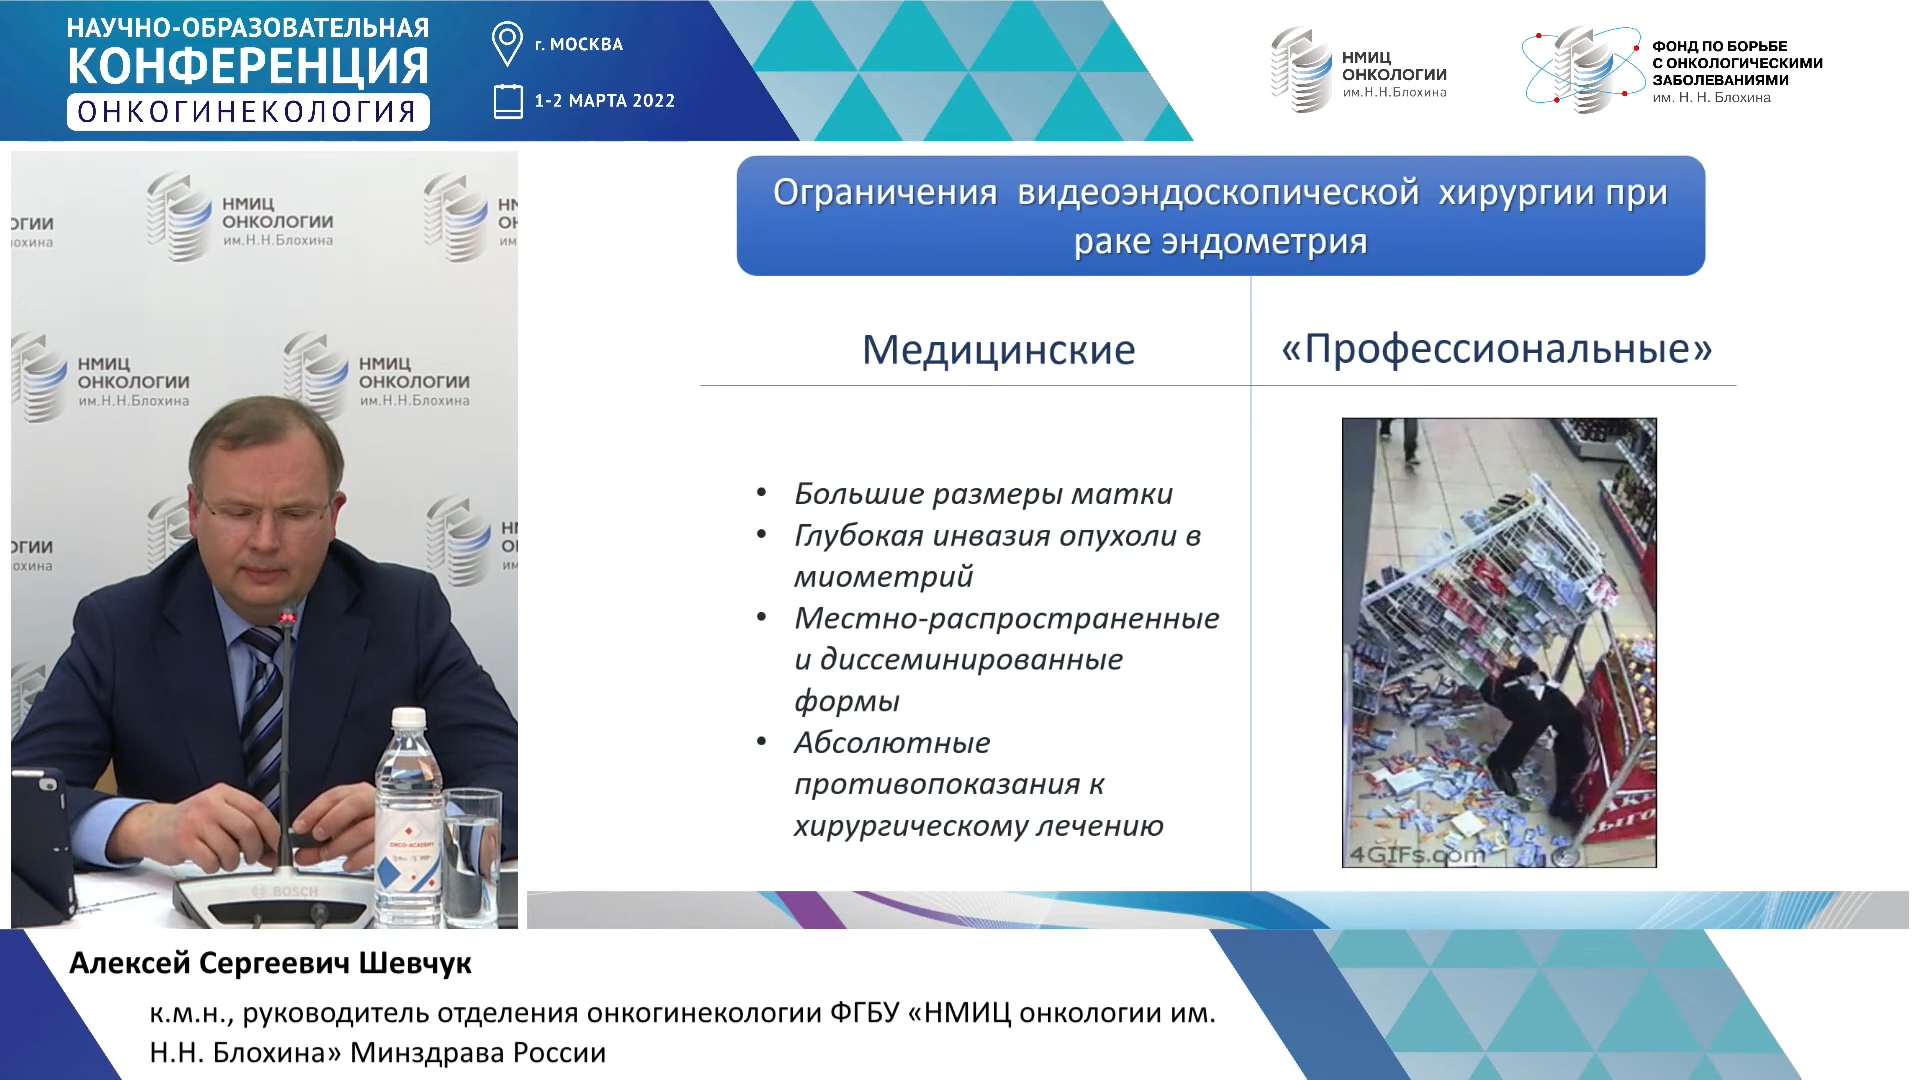 НАУЧНО-ОБРАЗОВАТЕЛЬНАЯ
КОНФЕРЕНЦИЯ
ОНКОГИНЕКОЛОГИЯ
г. МОСКВА
1-2 МАРТА 2022
НМИЦ
ОНКОЛОГИИ
им.Н.Н.Блохина
ФОНД ПО БОРЬБЕ
С ОНКОЛОГИЧЕСКИМИ
ЗАБОЛЕВАНИЯМИ
им. Н. Н. Блохина
НМИЦ
ОНКОЛОГИИ
им.Н.Н.Блохина
НМИЦ
ОНКОЛОГИИ
им.Н.Н.Блохина
НМИЦ
ОНКОЛОГИИ
им.Н.Н.Блохина
BOSCH
ONCO-ACADEMY
Ограничения видеоэндоскопической хирургии при
раке эндометрия
Медицинские
«Профессиональные»
• Большие размеры матки
• Глубокая инвазия опухоли в
миометрий
• Местно-распространенные
и диссеминированные
формы
• Абсолютные
противопоказания к
хирургическому лечению
4GIFs.com
Алексей Сергеевич Шевчук
к.м.н., руководитель отделения онкогинекологии ФГБУ «НМИЦ онкологии им.
Н.Н. Блохина» Минздрава России